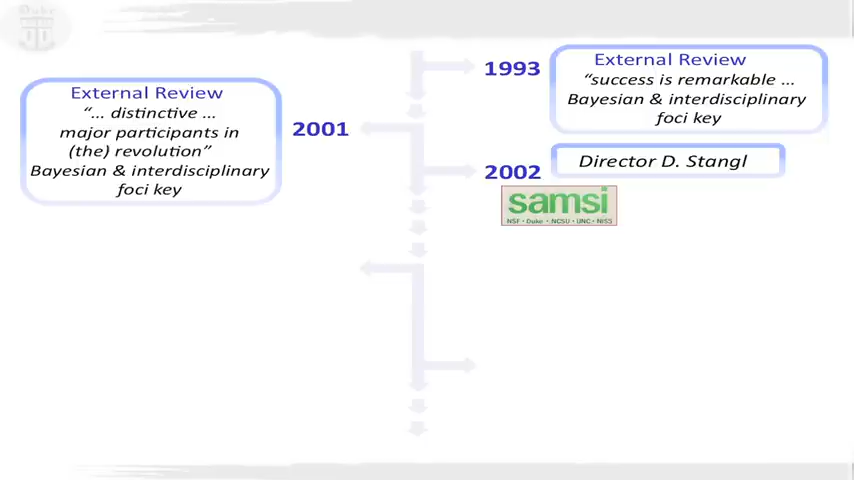 Duke
1993
External Review
“success is remarkable ...
Bayesian & interdisciplinary
foci key
External Review
“... distinctive ...
major participants in
(the) revolution”
Bayesian & interdisciplinary
foci key
2001
2002
Director D. Stangl
samsi
NSF • Duke • NCSU • UNC • NISS